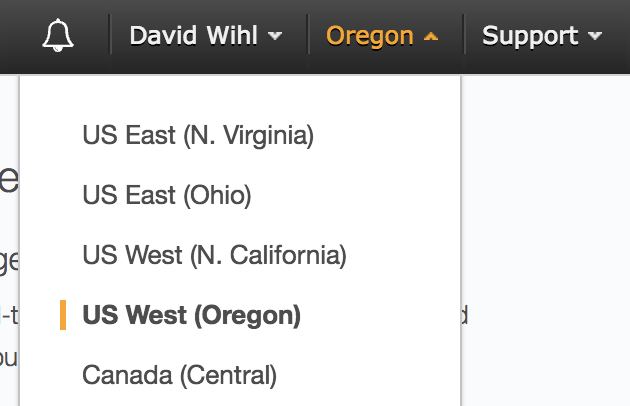 David Wihl Oregon Support
US East (N. Virginia)
US East (Ohio)
US West (N. California)
US West (Oregon)
Canada (Central)